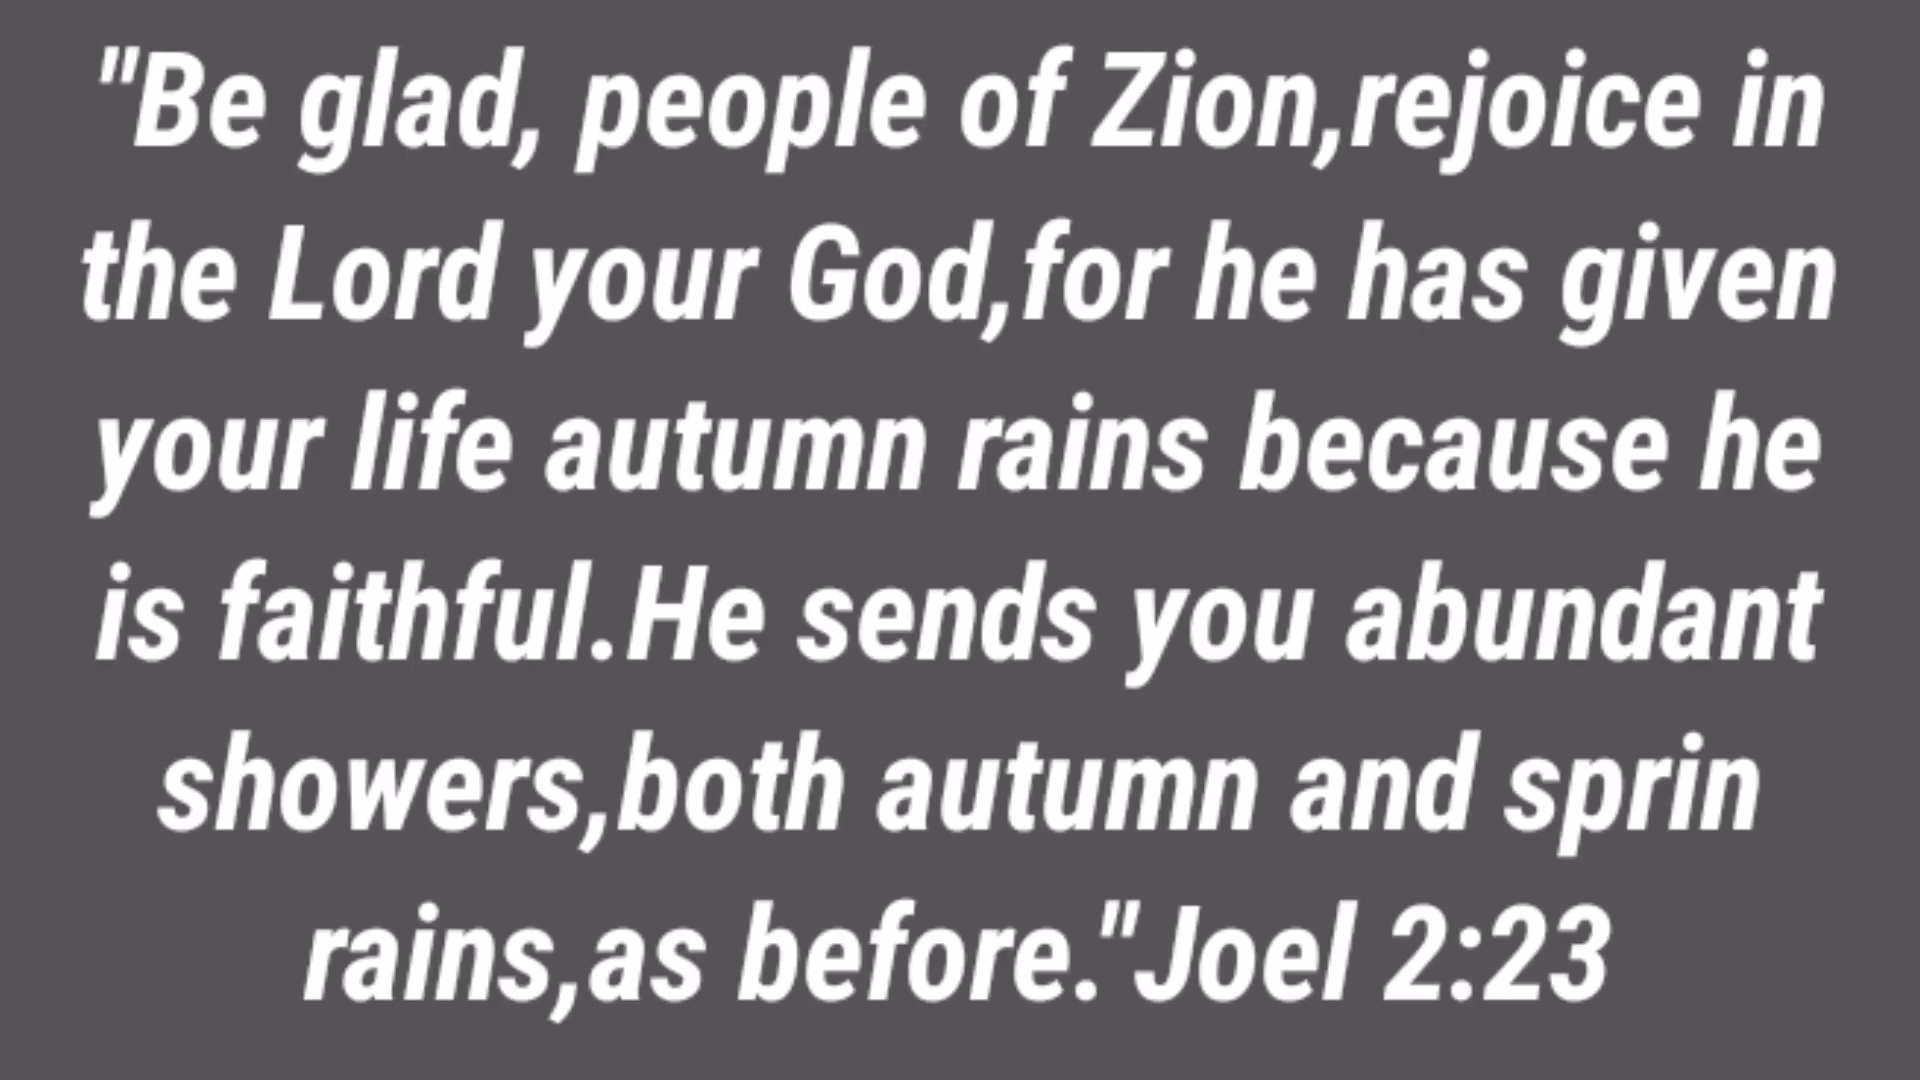 "Be glad, people of Zion,rejoice in
the Lord your God,for he has given
your life autumn rains because he
is faithful.He sends you abundant
showers,both autumn and sprin
rains,as before."Joel 2:23